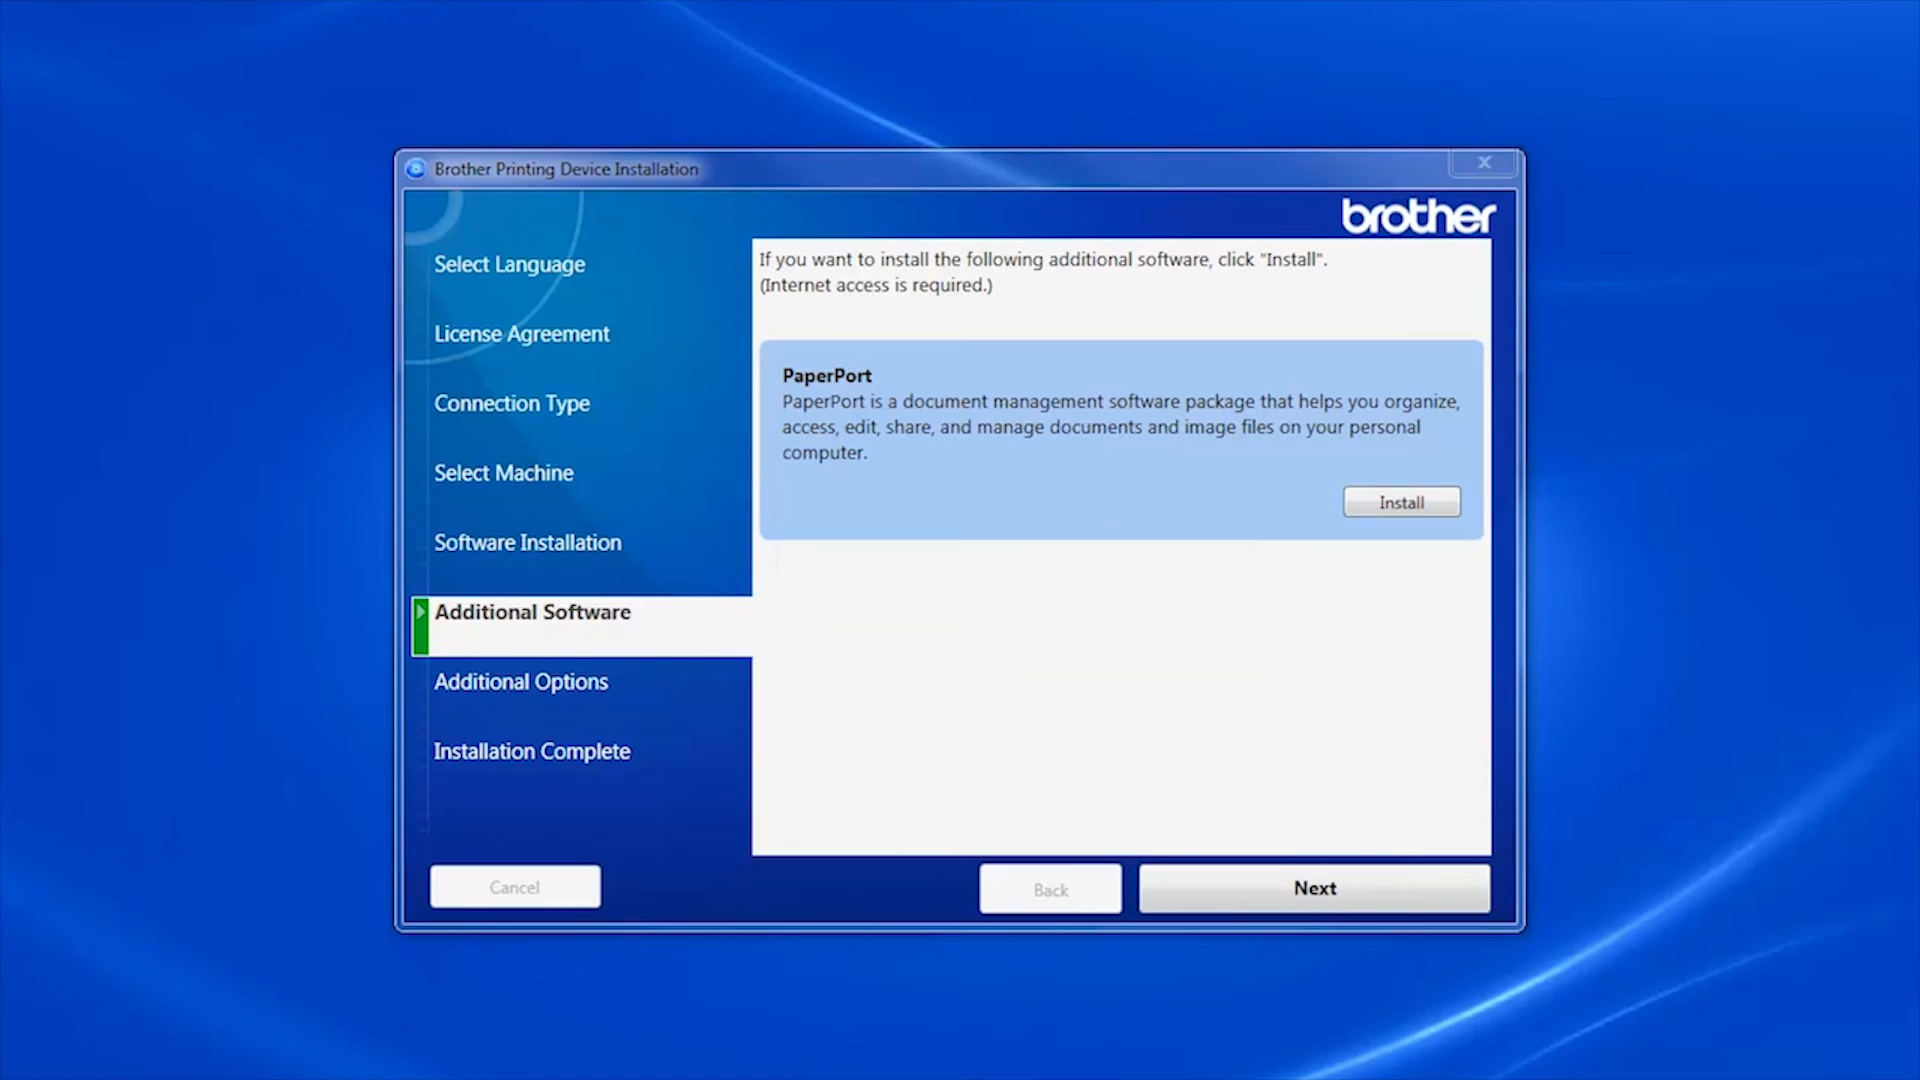 Brother Printing Device Installation
X
brother
Select Language
License Agreement
Connection Type
Select Machine
Software Installation
Additional Software
Additional Options
Installation Complete
If you want to install the following additional software, click "Install".
(Internet access is required.)
PaperPort
PaperPort is a document management software package that helps you organize,
access, edit, share, and manage documents and image files on your personal
computer.
Install
Cancel
Back
Next